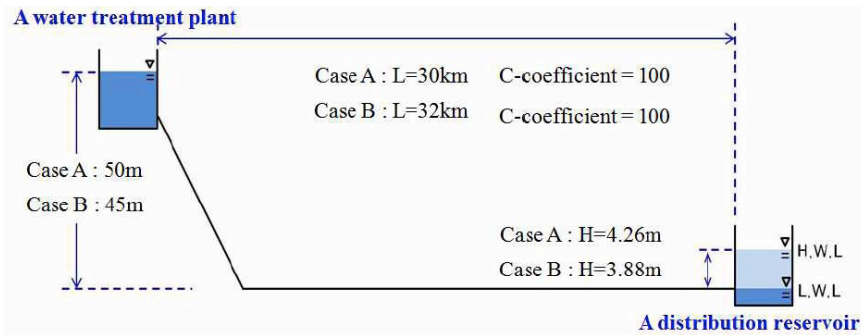 A water treatment plant
Case A : L=30km C-coefficient = 100
Case B : L=32km C-coefficient = 100
Case A : 50m
Case B : 45m
Case A : H=4.26m
Case B : H=3.88m
H.W.L
L.W.L
A distribution reservoir